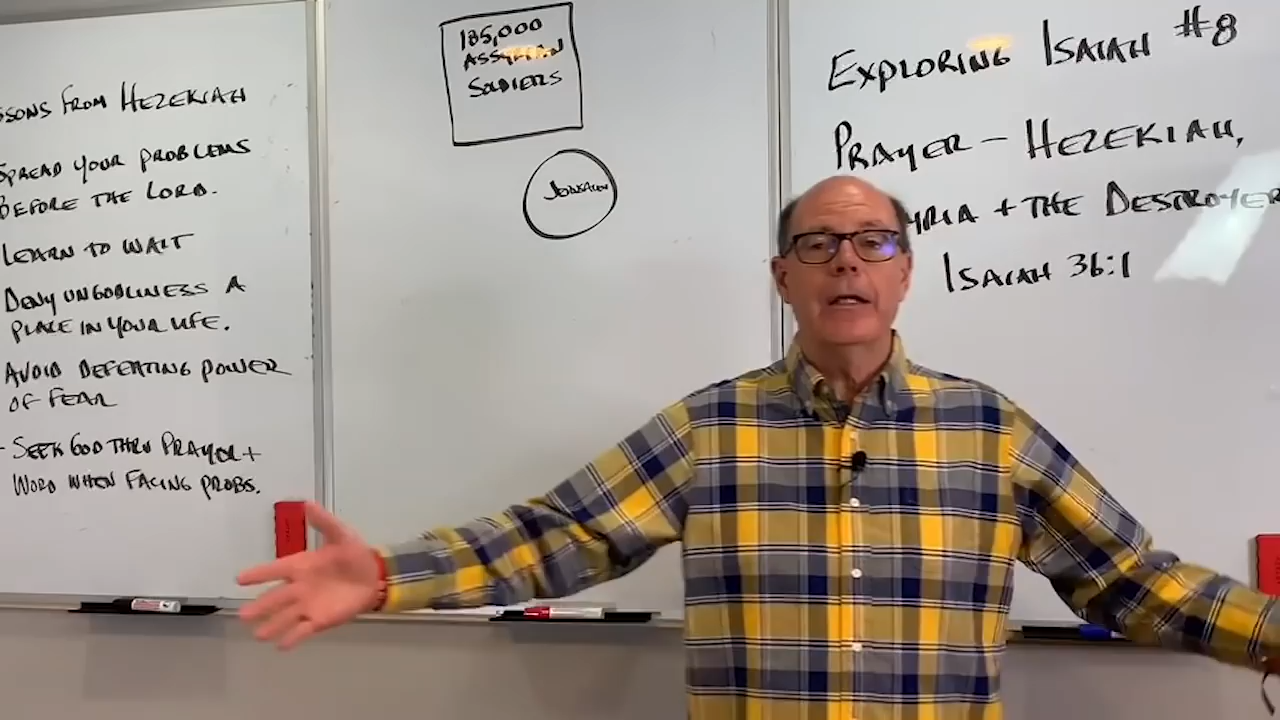 SSONS FROM HEZEKIAH
SPREAD YOUR PROBLEMS
BEFORE THE LORD.
LEARN TO WAIT
DENY UNGODLINESS A
PLACE IN YOUR LIFE.
AVOID DEFEATING POWER
OF FEAR
- SEEK GOD THRU PRAYER +
WORD WHEN FACING PROBS.
185,000
ASSYRIAN
SOLDIERS
JERUSALEM
EXPLORING ISAIAH #8
PRAYER - HEZEKIAH,
YRIA + THE DESTROYER
ISAIAH 36:1